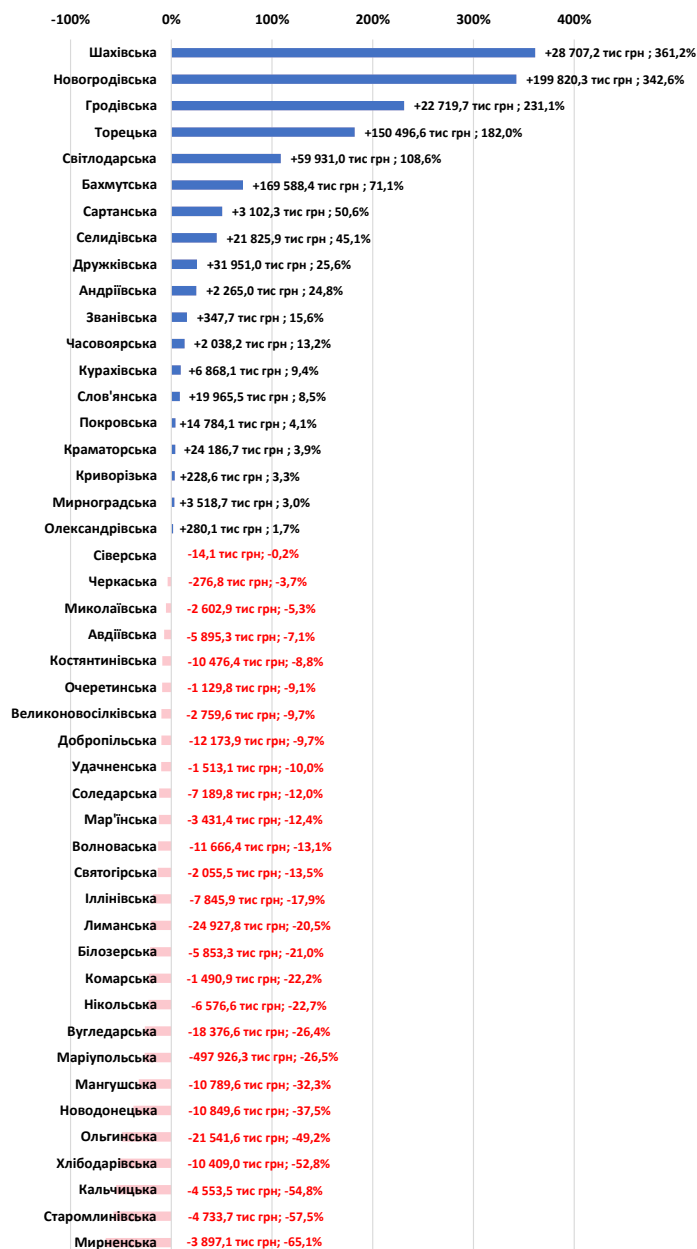 -100% 0% 100% 200% 300% 400%
Шахівська +28 707,2 тис грн ; 361,2%
Новогродівська +199 820,3 тис грн ; 342,6%
Гродівська +22 719,7 тис грн ; 231,1%
Торецька +150 496,6 тис грн ; 182,0%
Світлодарська +59 931,0 тис грн ; 108,6%
Бахмутська +169 588,4 тис грн ; 71,1%
Сартанська +3 102,3 тис грн ; 50,6%
Селидівська +21 825,9 тис грн ; 45,1%
Дружківська +31 951,0 тис грн ; 25,6%
Андріївська +2 265,0 тис грн ; 24,8%
Званівська +347,7 тис грн ; 15,6%
Часовоярська +2 038,2 тис грн ; 13,2%
Курахівська +6 868,1 тис грн ; 9,4%
Слов'янська +19 965,5 тис грн ; 8,5%
Покровська +14 784,1 тис грн ; 4,1%
Краматорська +24 186,7 тис грн ; 3,9%
Криворізька +228,6 тис грн ; 3,3%
Мирноградська +3 518,7 тис грн ; 3,0%
Олександрівська +280,1 тис грн ; 1,7%
Сіверська -14,1 тис грн; -0,2%
Черкаська -276,8 тис грн; -3,7%
Миколаївська -2 602,9 тис грн; -5,3%
Авдіївська -5 895,3 тис грн; -7,1%
Костянтинівська -10 476,4 тис грн; -8,8%
Очеретинська -1 129,8 тис грн; -9,1%
Великоновосілківська -2 759,6 тис грн; -9,7%
Добропільська -12 173,9 тис грн; -9,7%
Удачненська -1 513,1 тис грн; -10,0%
Соледарська -7 189,8 тис грн; -12,0%
Мар'їнська -3 431,4 тис грн; -12,4%
Волноваська -11 666,4 тис грн; -13,1%
Святогірська -2 055,5 тис грн; -13,5%
Іллінівська -7 845,9 тис грн; -17,9%
Лиманська -24 927,8 тис грн; -20,5%
Білозерська -5 853,3 тис грн; -21,0%
Комарська -1 490,9 тис грн; -22,2%
Нікольська -6 576,6 тис грн; -22,7%
Вугледарська -18 376,6 тис грн; -26,4%
Маріупольська -497 926,3 тис грн; -26,5%
Мангушська -10 789,6 тис грн; -32,3%
Новодонецька -10 849,6 тис грн; -37,5%
Ольгинська -21 541,6 тис грн; -49,2%
Хлібодарівська -10 409,0 тис грн; -52,8%
Кальчицька -4 553,5 тис грн; -54,8%
Старомлинівська -4 733,7 тис грн; -57,5%
Мирненська -3 897,1 тис грн; -65,1%